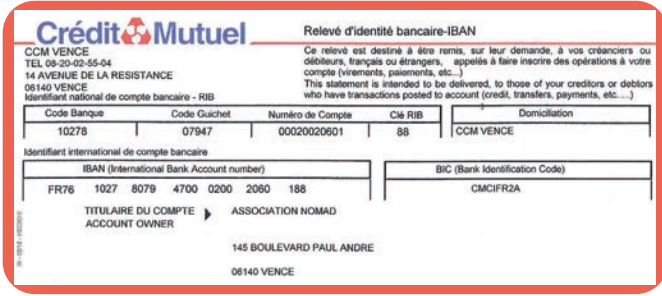 Crédit Mutuel
Relevé d'identité bancaire-IBAN
CCM VENCE
TEL 08-20-02-55-04
14 AVENUE DE LA RESISTANCE
06140 VENCE
Ce relevé est destiné à être remis, sur leur demande, à vos créanciers ou
débiteurs, français ou étrangers, appelés à faire inscrire des opérations à votre
compte (virements, paiements, etc...)
This statement is intended to be delivered, to those of your creditors or debtors
who have transactions posted to account (credit, transfers, payments, etc.....)
Identifiant national de compte bancaire - RIB
Code Banque Code Guichet Numéro de Compte Clé RIB Domiciliation
10278 07947 00020020601 88 CCM VENCE
Identifiant international de compte bancaire
IBAN (International Bank Account number) BIC (Bank Identification Code)
FR76 1027 8079 4700 0200 2060 188 CMCIFR2A
TITULAIRE DU COMPTE ASSOCIATION NOMAD
ACCOUNT OWNER
145 BOULEVARD PAUL ANDRE
06140 VENCE